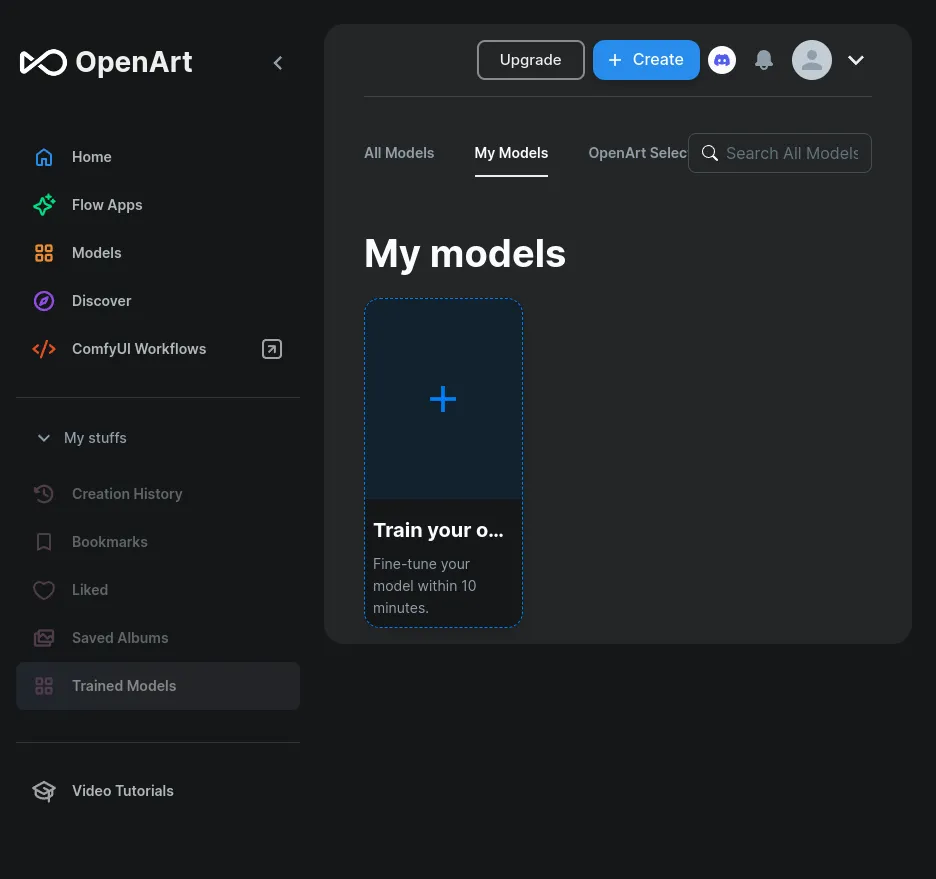 OpenArt
Home
Flow Apps
Models
Discover
ComfyUI Workflows
My stuffs
Creation History
Bookmarks
Liked
Saved Albums
Trained Models
Video Tutorials
Upgrade
Create
All Models
My Models
OpenArt Selec
Search All Models
My models
Train your o...
Fine-tune your
model within 10
minutes.